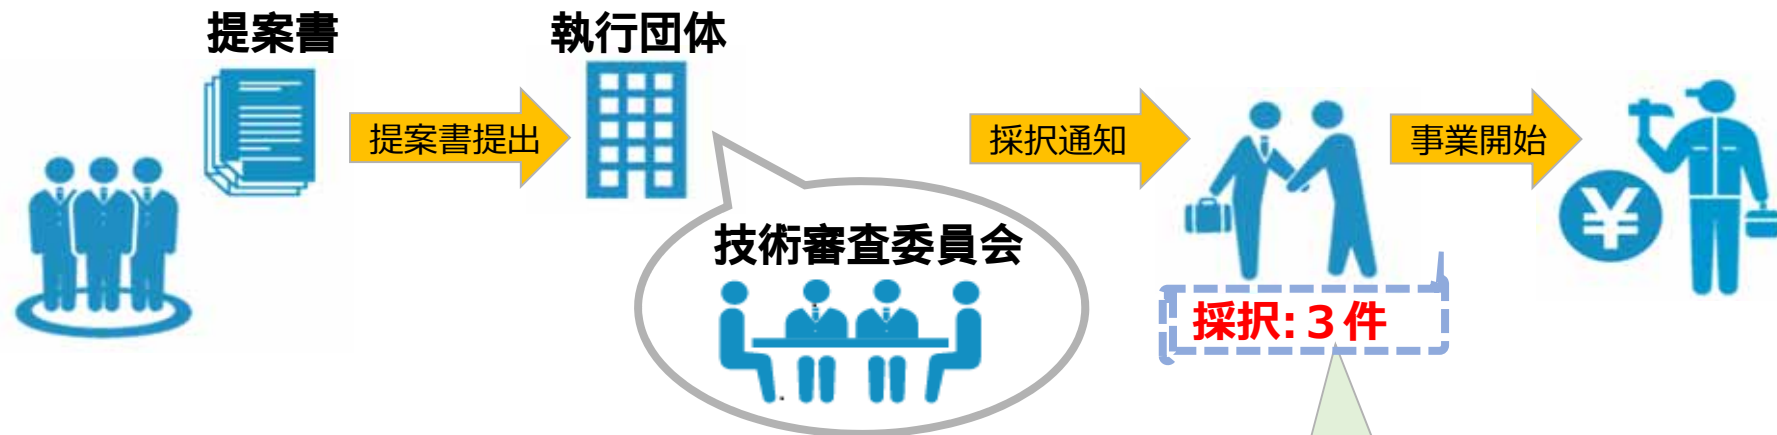 提案書
執行団体
提案書提出
採択通知
事業開始
技術審査委員会
採択:３件